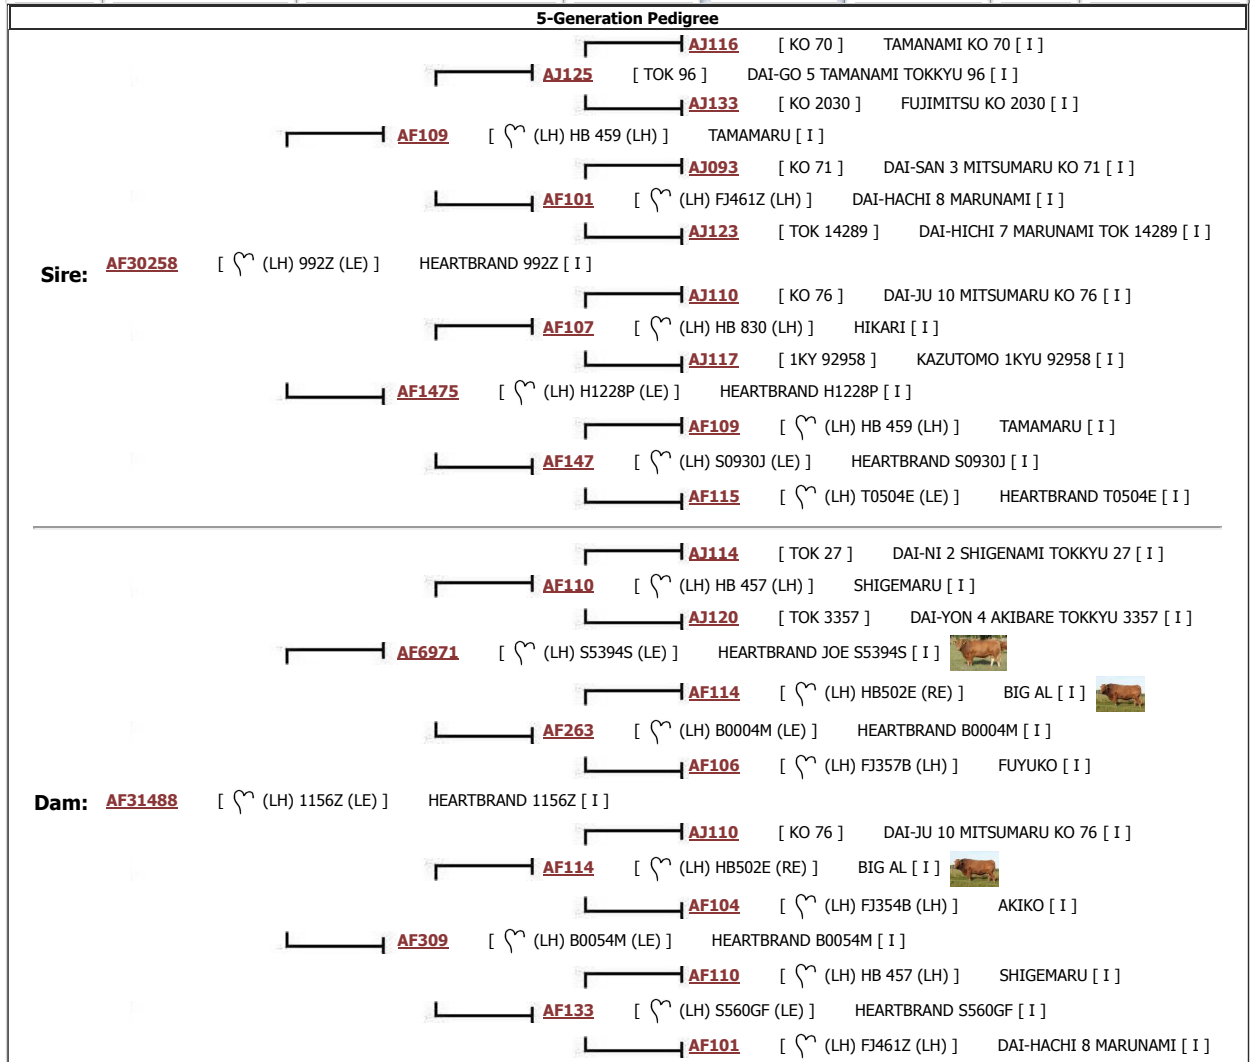 5-Generation Pedigree
AJ116 [ KO 70 ] TAMANAMI KO 70 [ I ]
AJ125 [ TOK 96 ] DAI-GO 5 TAMANAMI TOKKYU 96 [ I ]
AJ133 [ KO 2030 ] FUJIMITSU KO 2030 [ I ]
AF109 [ (LH) HB 459 (LH) ] TAMAMARU [ I ]
AJ093 [ KO 71 ] DAI-SAN 3 MITSUMARU KO 71 [ I ]
AF101 [ (LH) FJ461Z (LH) ] DAI-HACHI 8 MARUNAMI [ I ]
AJ123 [ TOK 14289 ] DAI-HICHI 7 MARUNAMI TOK 14289 [ I ]
Sire: AF30258 [ (LH) 992Z (LE) ] HEARTBRAND 992Z [ I ]
AJ110 [ KO 76 ] DAI-JU 10 MITSUMARU KO 76 [ I ]
AF107 [ (LH) HB 830 (LH) ] HIKARI [ I ]
AJ117 [ 1KY 92958 ] KAZUTOMO 1KYU 92958 [ I ]
AF1475 [ (LH) H1228P (LE) ] HEARTBRAND H1228P [ I ]
AF109 [ (LH) HB 459 (LH) ] TAMAMARU [ I ]
AF147 [ (LH) S0930J (LE) ] HEARTBRAND S0930J [ I ]
AF115 [ (LH) T0504E (LE) ] HEARTBRAND T0504E [ I ]
AJ114 [ TOK 27 ] DAI-NI 2 SHIGENAMI TOKKYU 27 [ I ]
AF110 [ (LH) HB 457 (LH) ] SHIGEMARU [ I ]
AJ120 [ TOK 3357 ] DAI-YON 4 AKIBARE TOKKYU 3357 [ I ]
AF6971 [ (LH) S5394S (LE) ] HEARTBRAND JOE S5394S [ I ]
AF114 [ (LH) HB502E (RE) ] BIG AL [ I ]
AF263 [ (LH) B0004M (LE) ] HEARTBRAND B0004M [ I ]
AF106 [ (LH) FJ357B (LH) ] FUYUKO [ I ]
Dam: AF31488 [ (LH) 1156Z (LE) ] HEARTBRAND 1156Z [ I ]
AJ110 [ KO 76 ] DAI-JU 10 MITSUMARU KO 76 [ I ]
AF114 [ (LH) HB502E (RE) ] BIG AL [ I ]
AF104 [ (LH) FJ354B (LH) ] AKIKO [ I ]
AF309 [ (LH) B0054M (LE) ] HEARTBRAND B0054M [ I ]
AF110 [ (LH) HB 457 (LH) ] SHIGEMARU [ I ]
AF133 [ (LH) S560GF (LE) ] HEARTBRAND S560GF [ I ]
AF101 [ (LH) FJ461Z (LH) ] DAI-HACHI 8 MARUNAMI [ I ]